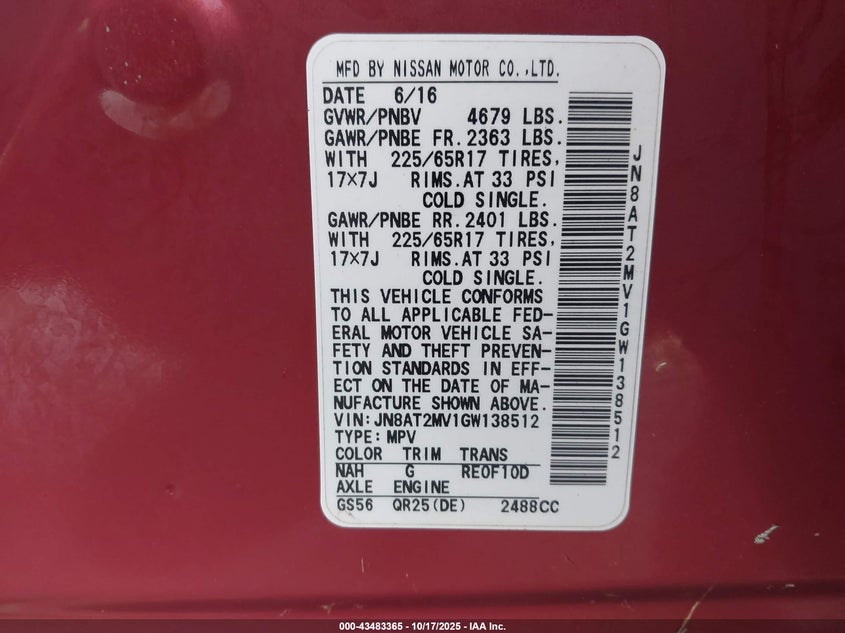 MFD BY NISSAN MOTOR CO.,LTD.
DATE 6/16
GVWR/PNBV 4679 LBS.
GAWR/PNBE FR. 2363 LBS.
WITH 225/65R17 TIRES,
17×7J RIMS.AT 33 PSI
COLD SINGLE.
GAWR/PNBE RR. 2401 LBS.
WITH 225/65R17 TIRES,
17×7J RIMS.AT 33 PSI
COLD SINGLE.
THIS VEHICLE CONFORMS
TO ALL APPLICABLE FED-
ERAL MOTOR VEHICLE SA-
FETY AND THEFT PREVEN-
TION STANDARDS IN EFF-
ECT ON THE DATE OF MA-
NUFACTURE SHOWN ABOVE.
VIN: JN8AT2MV1GW138512
TYPE: MPV
COLOR TRIM TRANS
NAH G RE0F10D
AXLE ENGINE
GS56 QR25(DE) 2488CC
JN8AT2MV1GW138512
000-43483365 - 10/17/2025 - IAA Inc.